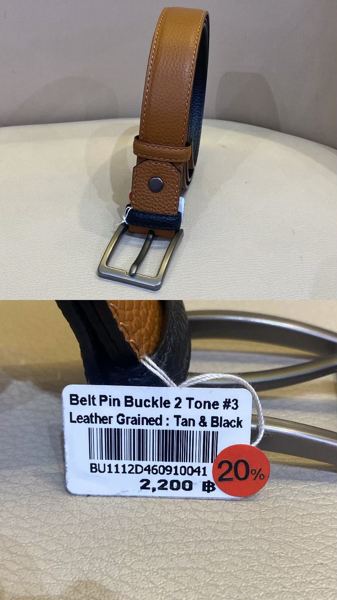 Belt Pin Buckle 2 Tone #3
Leather Grained : Tan & Black
BU1112D460910041
2,200 ฿
20%